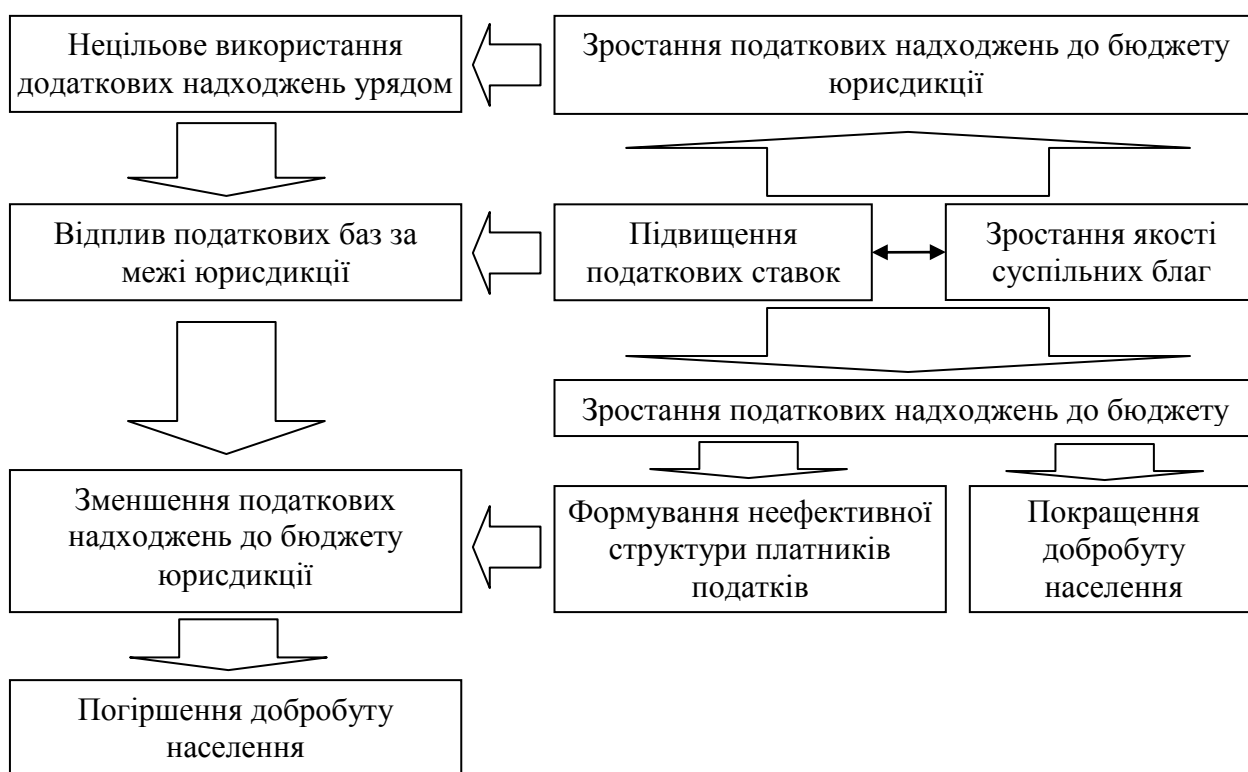 Нецільове використання
додаткових надходжень урядом
Зростання податкових надходжень до бюджету
юрисдикції
Відплив податкових баз за
межі юрисдикції
Підвищення
податкових ставок
Зростання якості
суспільних благ
Зростання податкових надходжень до бюджету
Зменшення податкових
надходжень до бюджету
юрисдикції
Формування неефективної
структури платників
податків
Покращення
добробуту
населення
Погіршення добробуту
населення